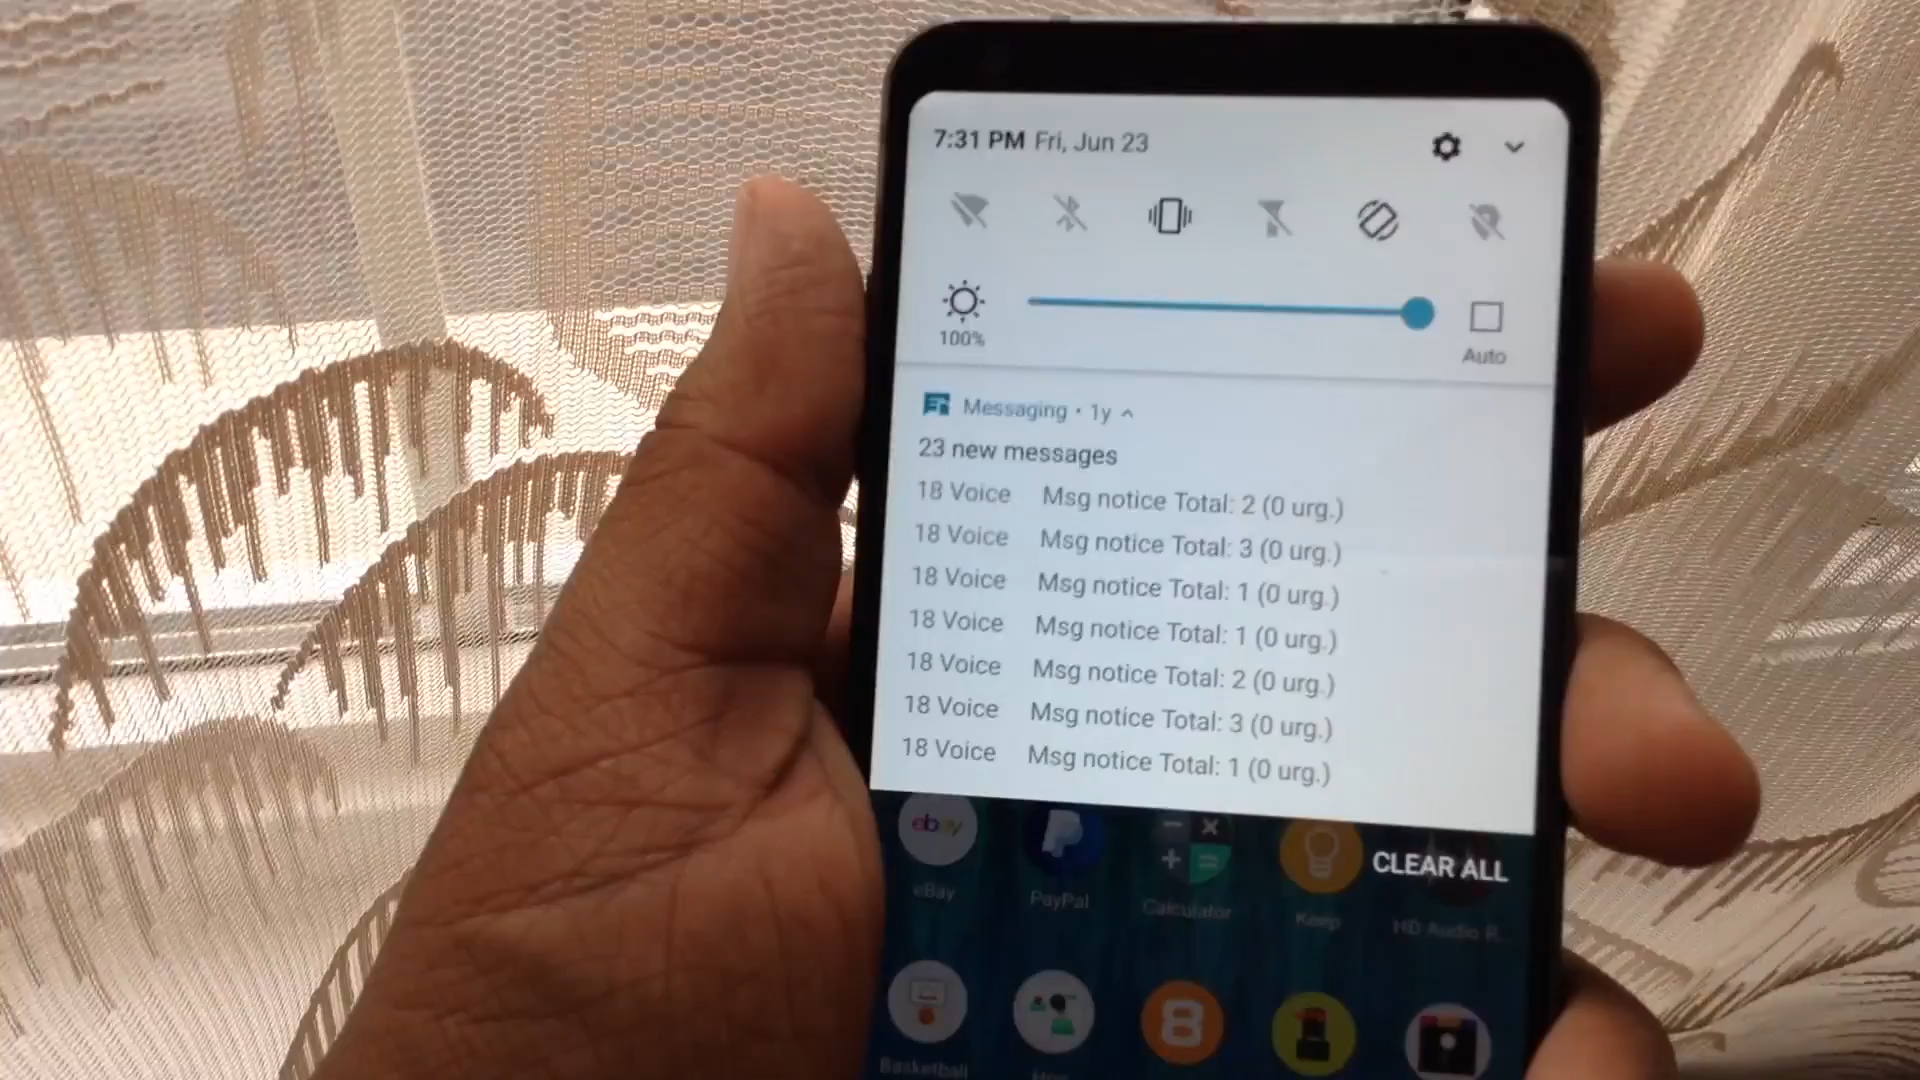 7:31 PM Fri, Jun 23
100%
Auto
Messaging · 1y
23 new messages
18 Voice Msg notice Total: 2 (0 urg.)
18 Voice Msg notice Total: 3 (0 urg.)
18 Voice Msg notice Total: 1 (0 urg.)
18 Voice Msg notice Total: 1 (0 urg.)
18 Voice Msg notice Total: 2 (0 urg.)
18 Voice Msg notice Total: 3 (0 urg.)
18 Voice Msg notice Total: 1 (0 urg.)
ebay
CLEAR ALL
eBay PayPal Calculator Keep HD Audio R...
8
Basketball